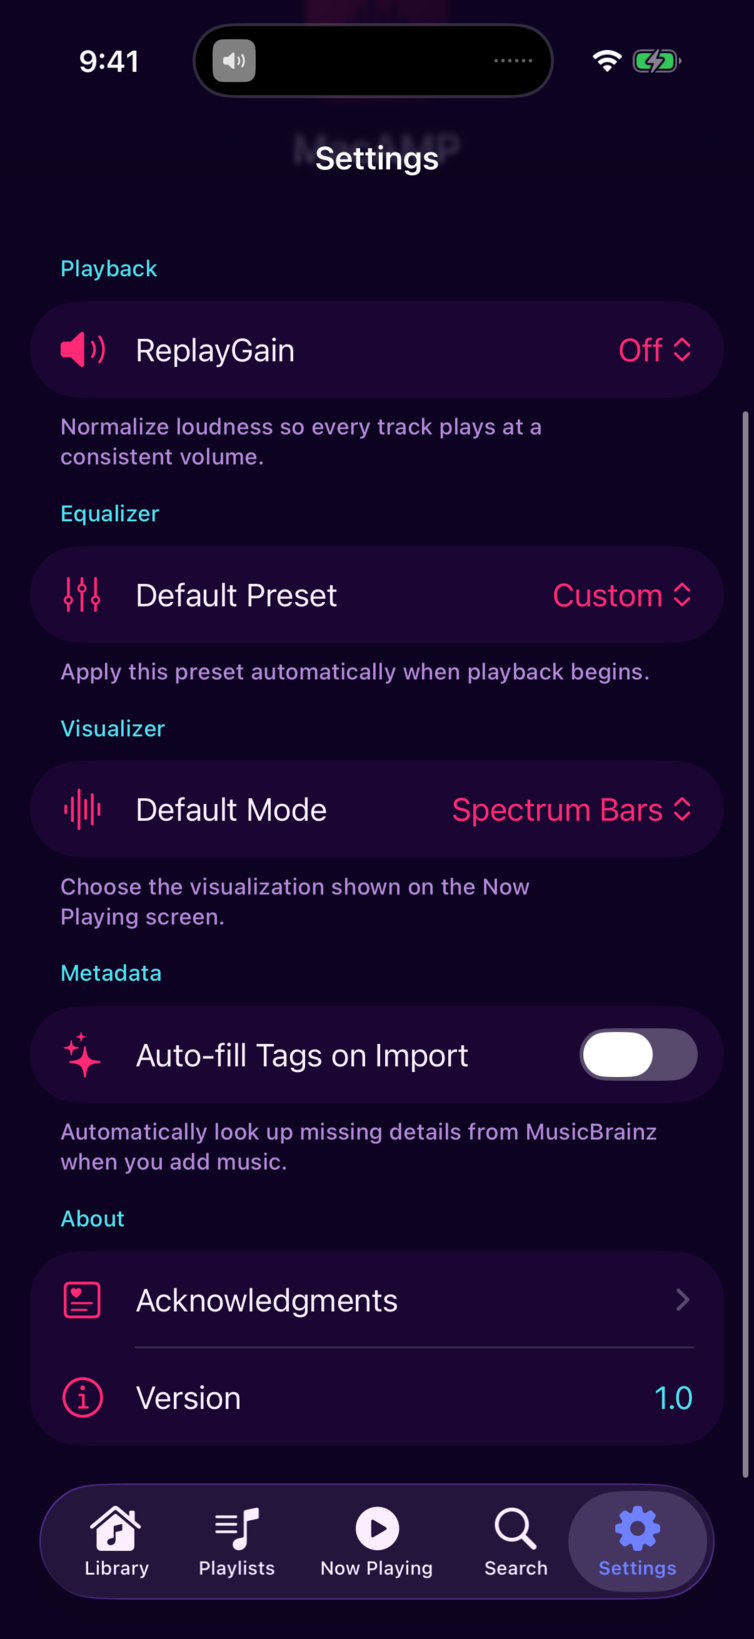 9:41
Settings
Playback
ReplayGain
Off
Normalize loudness so every track plays at a
consistent volume.
Equalizer
Default Preset
Custom
Apply this preset automatically when playback begins.
Visualizer
Default Mode
Spectrum Bars
Choose the visualization shown on the Now
Playing screen.
Metadata
Auto-fill Tags on Import
Automatically look up missing details from MusicBrainz
when you add music.
About
Acknowledgments
Version
1.0
Library
Playlists
Now Playing
Search
Settings